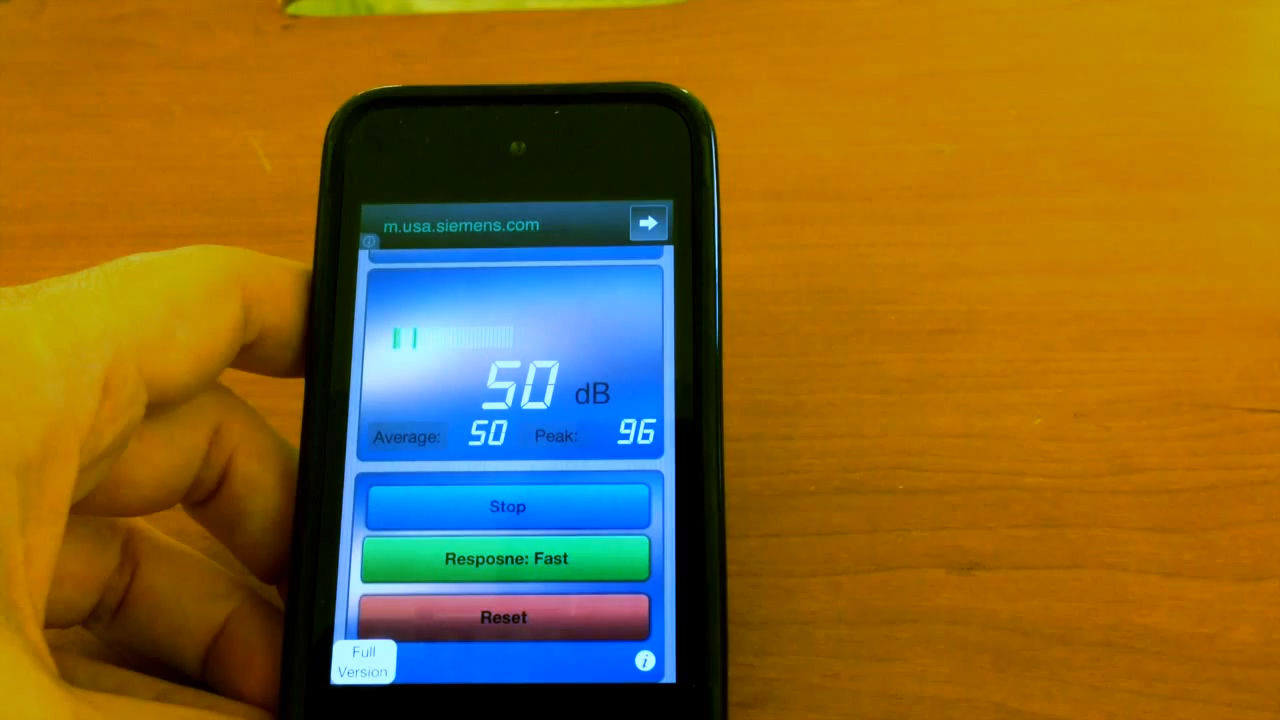 m.usa.siemens.com
50 dB
Average: 50 Peak: 96
Stop
Resposne: Fast
Reset
Full
Version
i